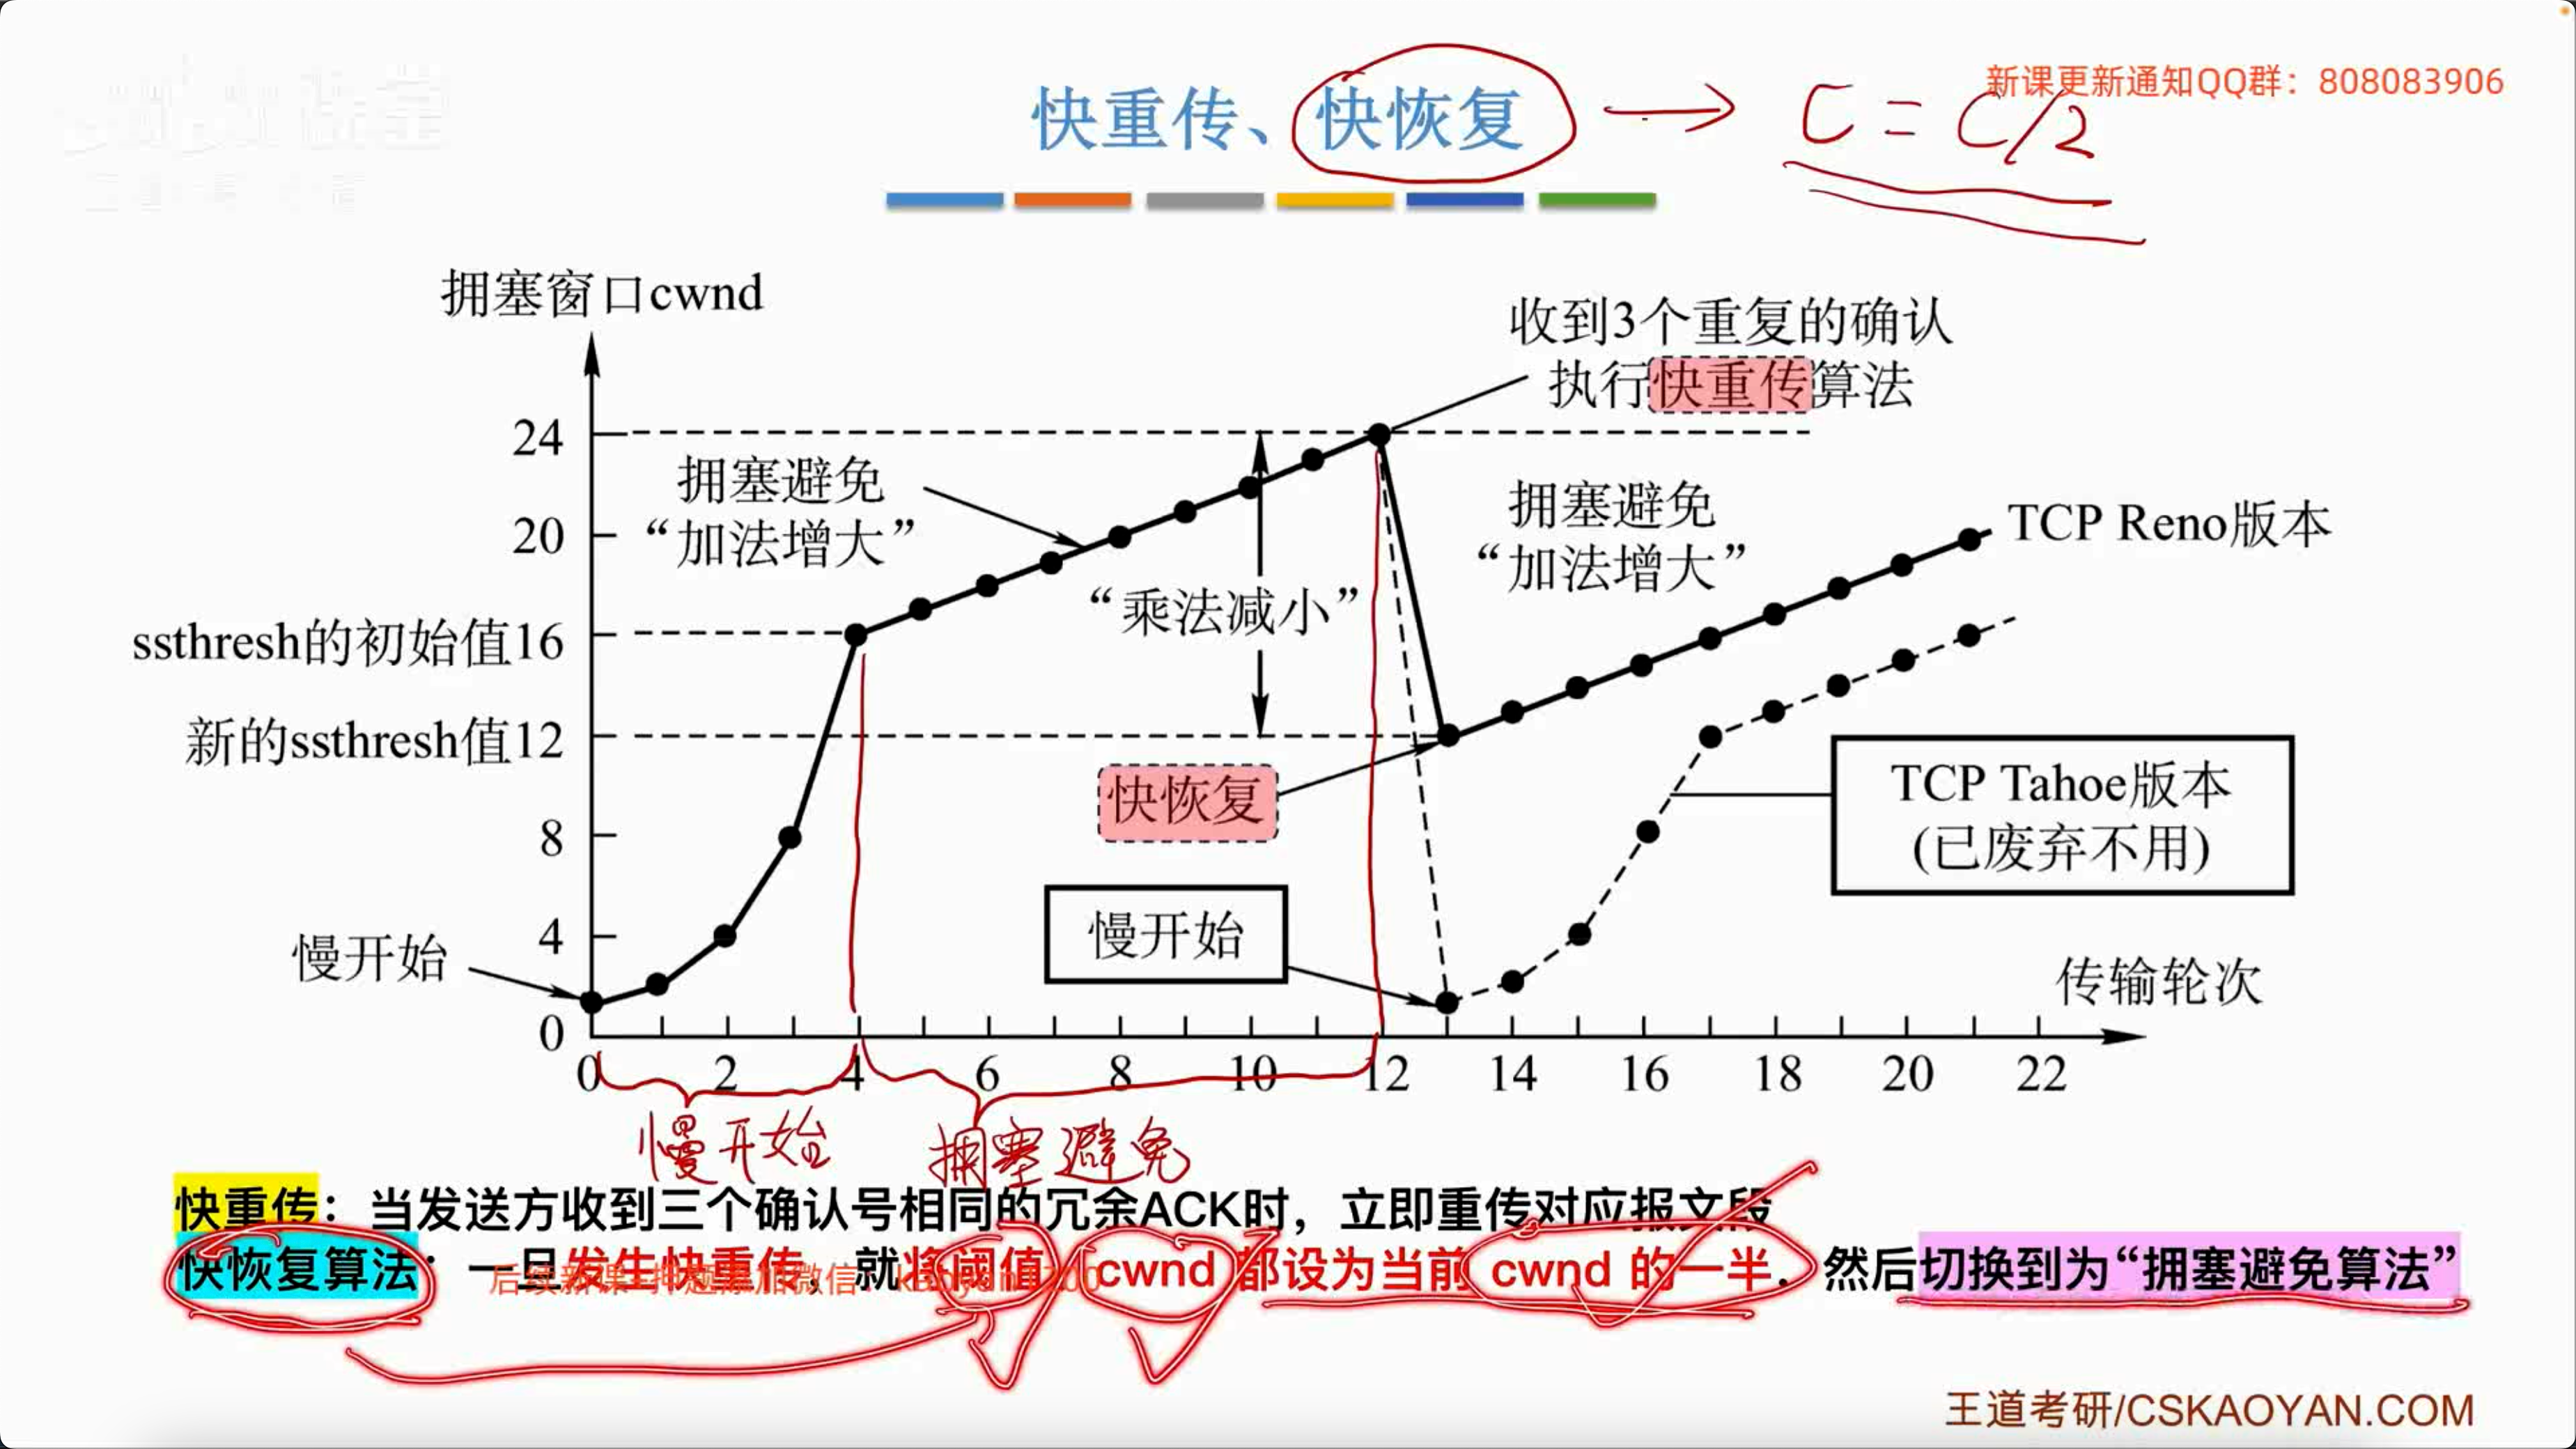 新课更新通知QQ群：808083906
快重传、快恢复 → C = C/2
拥塞窗口cwnd
收到3个重复的确认
执行快重传算法
24
拥塞避免
“加法增大”
拥塞避免
“加法增大”
20
TCP Reno版本
“乘法减小”
ssthresh的初始值16
新的ssthresh值12
快恢复
TCP Tahoe版本
(已废弃不用)
8
慢开始
4
慢开始
传输轮次
0
0 2 4 6 8 10 12 14 16 18 20 22
慢开始 拥塞避免
快重传：当发送方收到三个确认号相同的冗余ACK时，立即重传对应报文段
快恢复算法：一旦发生快重传，就将阈值、cwnd 都设为当前 cwnd 的一半，然后切换到为“拥塞避免算法”
王道考研/CSKAOYAN.COM